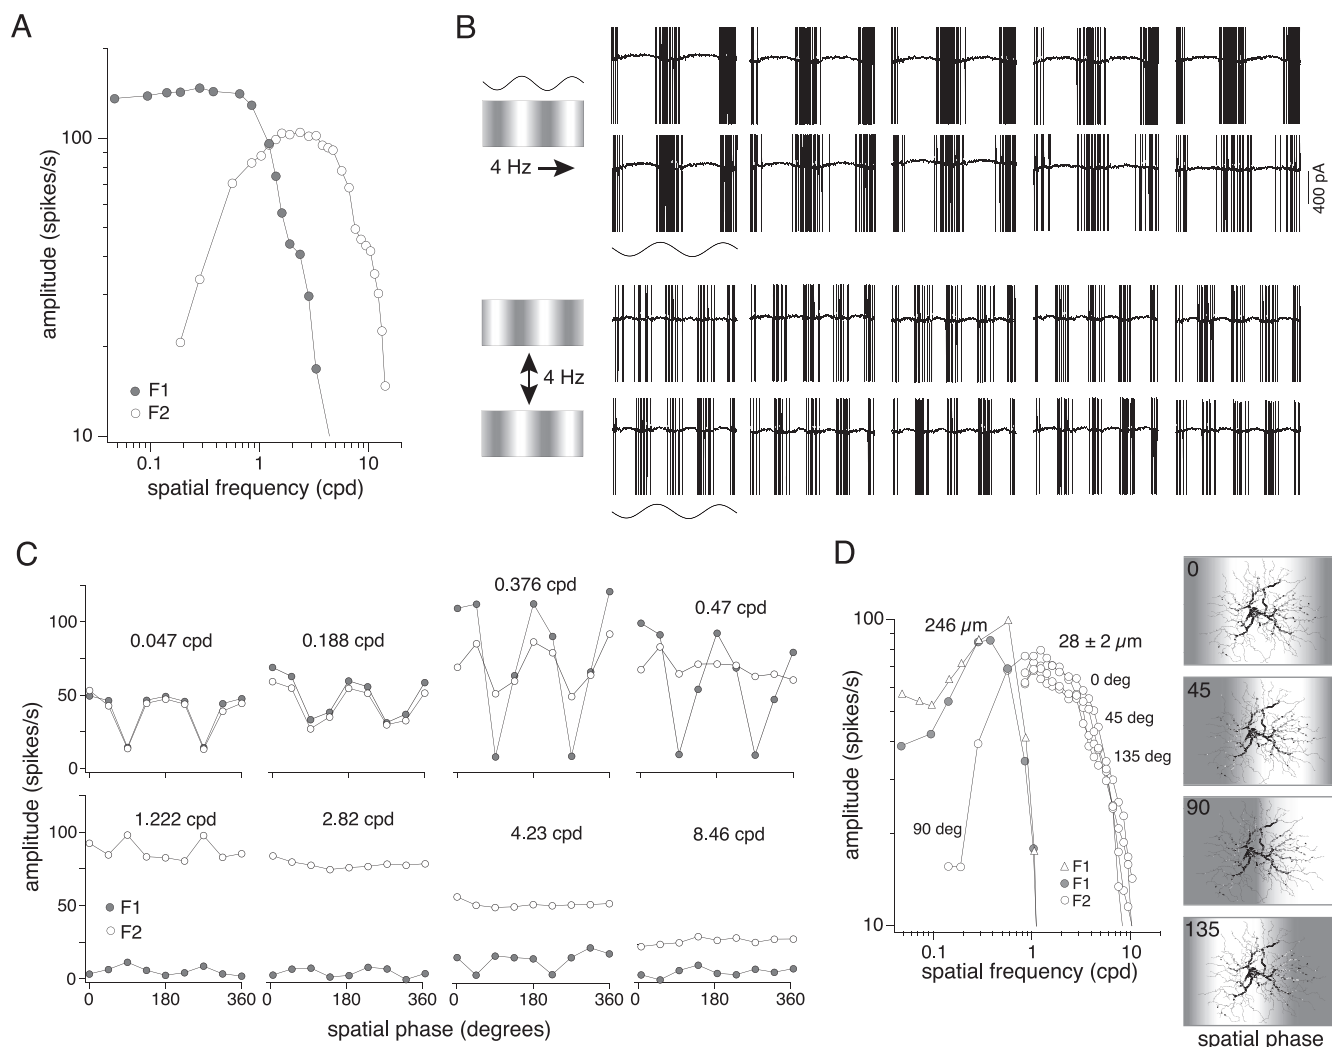 A
amplitude (spikes/s)
100
10
F1
F2
0.1 1 10
spatial frequency (cpd)
B
4 Hz
400 pA
4 Hz
C
amplitude (spikes/s)
100
50
0
0.047 cpd
0.188 cpd
0.376 cpd
0.47 cpd
100
50
0
1.222 cpd
2.82 cpd
4.23 cpd
8.46 cpd
F1
F2
0 180 360
0 180 360
0 180 360
0 180 360
spatial phase (degrees)
D
amplitude (spikes/s)
100
10
246 µm
28 ± 2 µm
0 deg
45 deg
135 deg
90 deg
F1
F1
F2
0.1 1 10
spatial frequency (cpd)
0
45
90
135
spatial phase